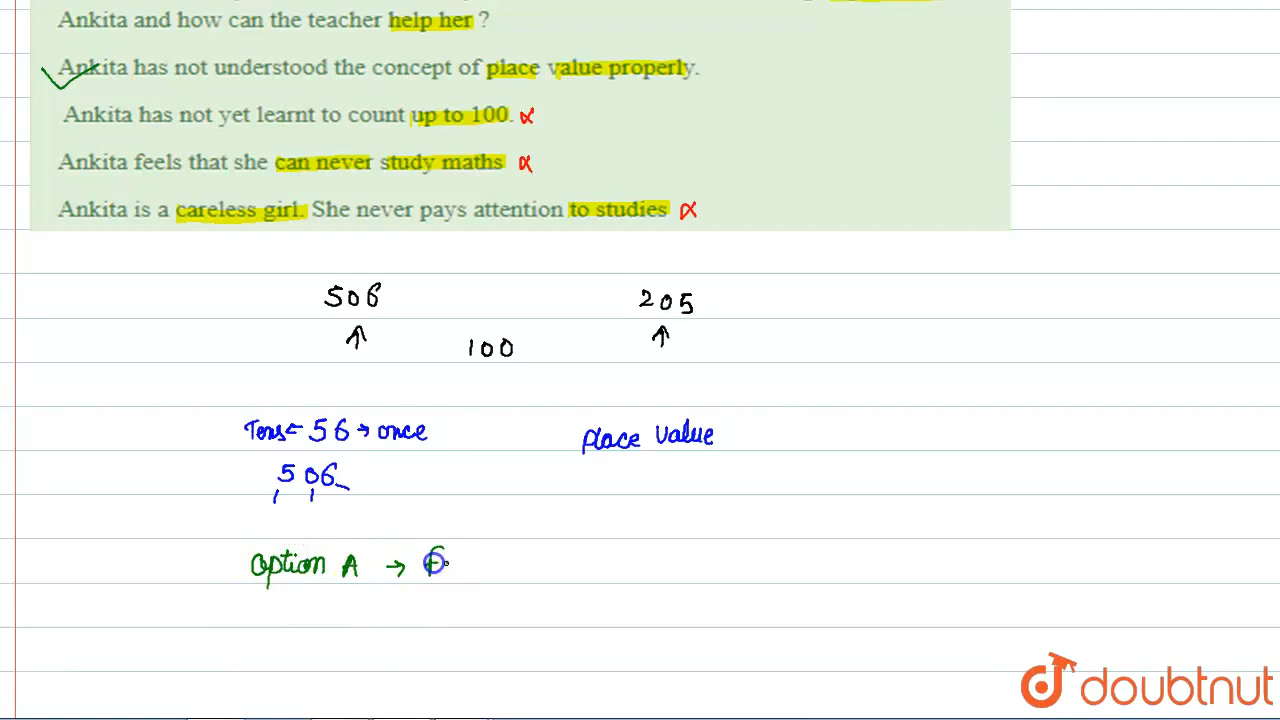 Ankita and how can the teacher help her ?
Ankita has not understood the concept of place value properly.
Ankita has not yet learnt to count up to 100.
Ankita feels that she can never study maths
Ankita is a careless girl. She never pays attention to studies
506 205
100
Tens ← 56 → once
Place value
506
Option A →
doubtnut